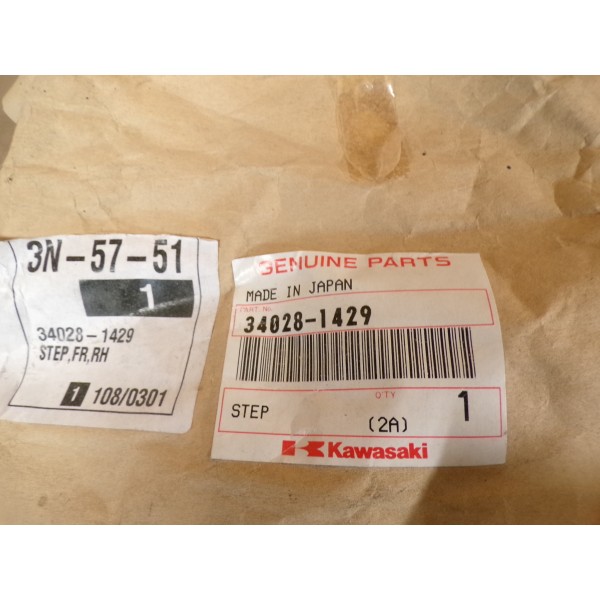 3N-57-51
1
34028-1429
STEP,FR,RH
1 108/0301
GENUINE PARTS
MADE IN JAPAN
PART No.
34028-1429
Q'TY
STEP 1
(2A)
Kawasaki